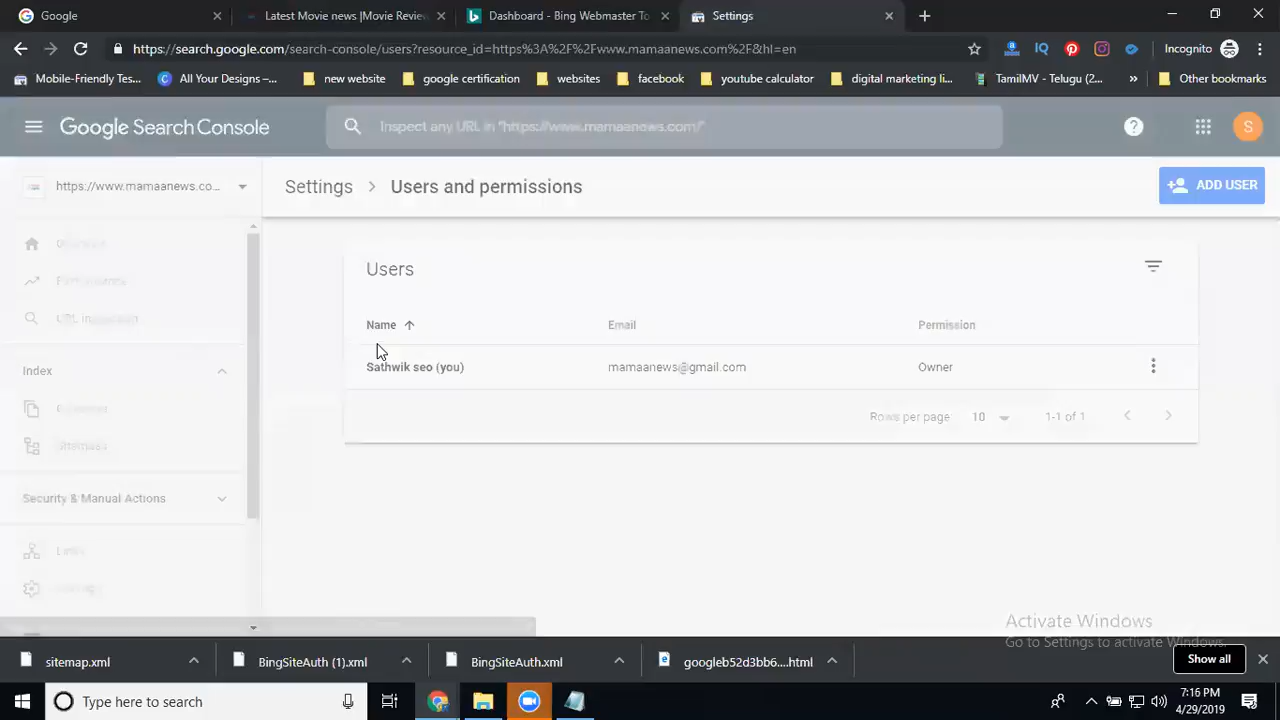 Google
Latest Movie news |Movie Review
Dashboard - Bing Webmaster To
Settings
https://search.google.com/search-console/users?resource_id=https%3A%2F%2Fwww.mamaanews.com%2F&hl=en
Incognito
Mobile-Friendly Tes...
All Your Designs –...
new website
google certification
websites
facebook
youtube calculator
digital marketing li...
TamilMV - Telugu (2...
Other bookmarks
Google Search Console
Inspect any URL in "https://www.mamaanews.com/"
https://www.mamaanews.co...
Settings > Users and permissions
ADD USER
Users
Name
Email
Permission
Sathwik seo (you)
mamaanews@gmail.com
Owner
Rows per page:
10
1-1 of 1
URL inspection
Index
Security & Manual Actions
Links
Activate Windows
Go to Settings to activate Windows.
sitemap.xml
BingSiteAuth (1).xml
BingSiteAuth.xml
googleb52d3bb6....html
Show all
Type here to search
7:16 PM
4/29/2019